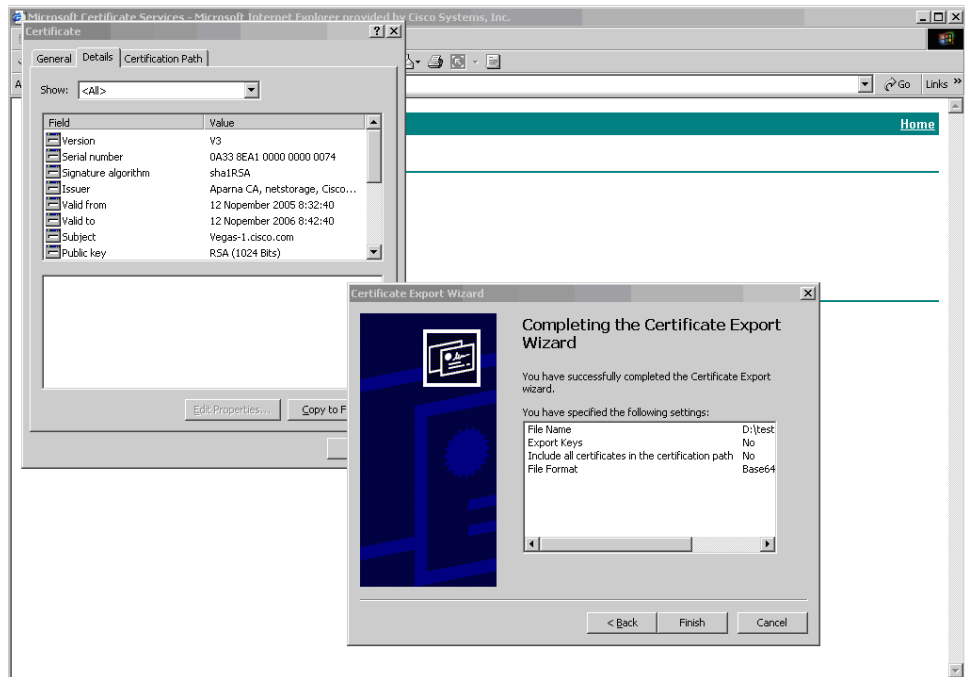 Microsoft Certificate Services - Microsoft Internet Explorer provided by Cisco Systems, Inc.
Certificate
General Details Certification Path
Show: <All>
Field Value
Version V3
Serial number 0A33 8EA1 0000 0000 0074
Signature algorithm sha1RSA
Issuer Aparna CA, netstorage, Cisco...
Valid from 12 Nopember 2005 8:32:40
Valid to 12 Nopember 2006 8:42:40
Subject Vegas-1.cisco.com
Public key RSA (1024 Bits)
Edit Properties... Copy to F
Go Links »
Home
Certificate Export Wizard
Completing the Certificate Export
Wizard
You have successfully completed the Certificate Export
wizard.
You have specified the following settings:
File Name D:\test
Export Keys No
Include all certificates in the certification path No
File Format Base64
< Back Finish Cancel